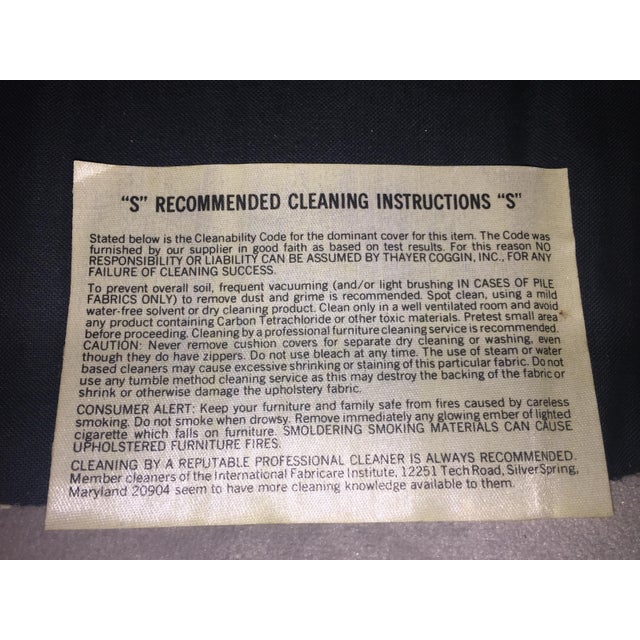 "S" RECOMMENDED CLEANING INSTRUCTIONS "S"
Stated below is the Cleanability Code for the dominant cover for this item. The Code was
furnished by our supplier in good faith as based on test results. For this reason NO
RESPONSIBILITY OR LIABILITY CAN BE ASSUMED BY THAYER COGGIN, INC., FOR ANY
FAILURE OF CLEANING SUCCESS.
To prevent overall soil, frequent vacuuming (and/or light brushing IN CASES OF PILE
FABRICS ONLY) to remove dust and grime is recommended. Spot clean, using a mild
water-free solvent or dry cleaning product. Clean only in a well ventilated room and avoid
any product containing Carbon Tetrachloride or other toxic materials. Pretest small area
before proceeding. Cleaning by a professional furniture cleaning service is recommended.
CAUTION: Never remove cushion covers for separate dry cleaning or washing, even
though they do have zippers. Do not use bleach at any time. The use of steam or water
based cleaners may cause excessive shrinking or staining of this particular fabric. Do not
use any tumble method cleaning service as this may destroy the backing of the fabric or
shrink or otherwise damage the upholstery fabric.
CONSUMER ALERT: Keep your furniture and family safe from fires caused by careless
smoking. Do not smoke when drowsy. Remove immediately any glowing ember of lighted
cigarette which falls on furniture. SMOLDERING SMOKING MATERIALS CAN CAUSE
UPHOLSTERED FURNITURE FIRES.
CLEANING BY A REPUTABLE PROFESSIONAL CLEANER IS ALWAYS RECOMMENDED.
Member cleaners of the International Fabricare Institute, 12251 Tech Road, Silver Spring,
Maryland 20904 seem to have more cleaning knowledge available to them.